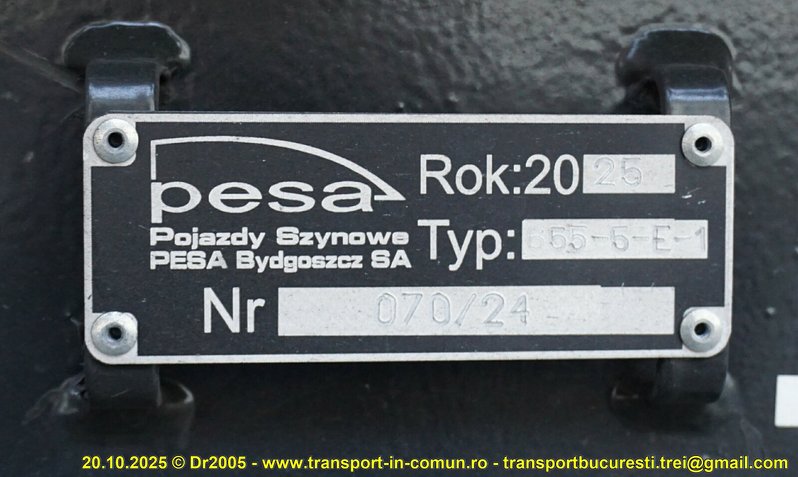 pesa
Pojazdy Szynowe
PESA Bydgoszcz SA
Rok:2025
Typ: 655-5-E-1
Nr 070/24
20.10.2025 © Dr2005 - www.transport-in-comun.ro - transportbucuresti.trei@gmail.com